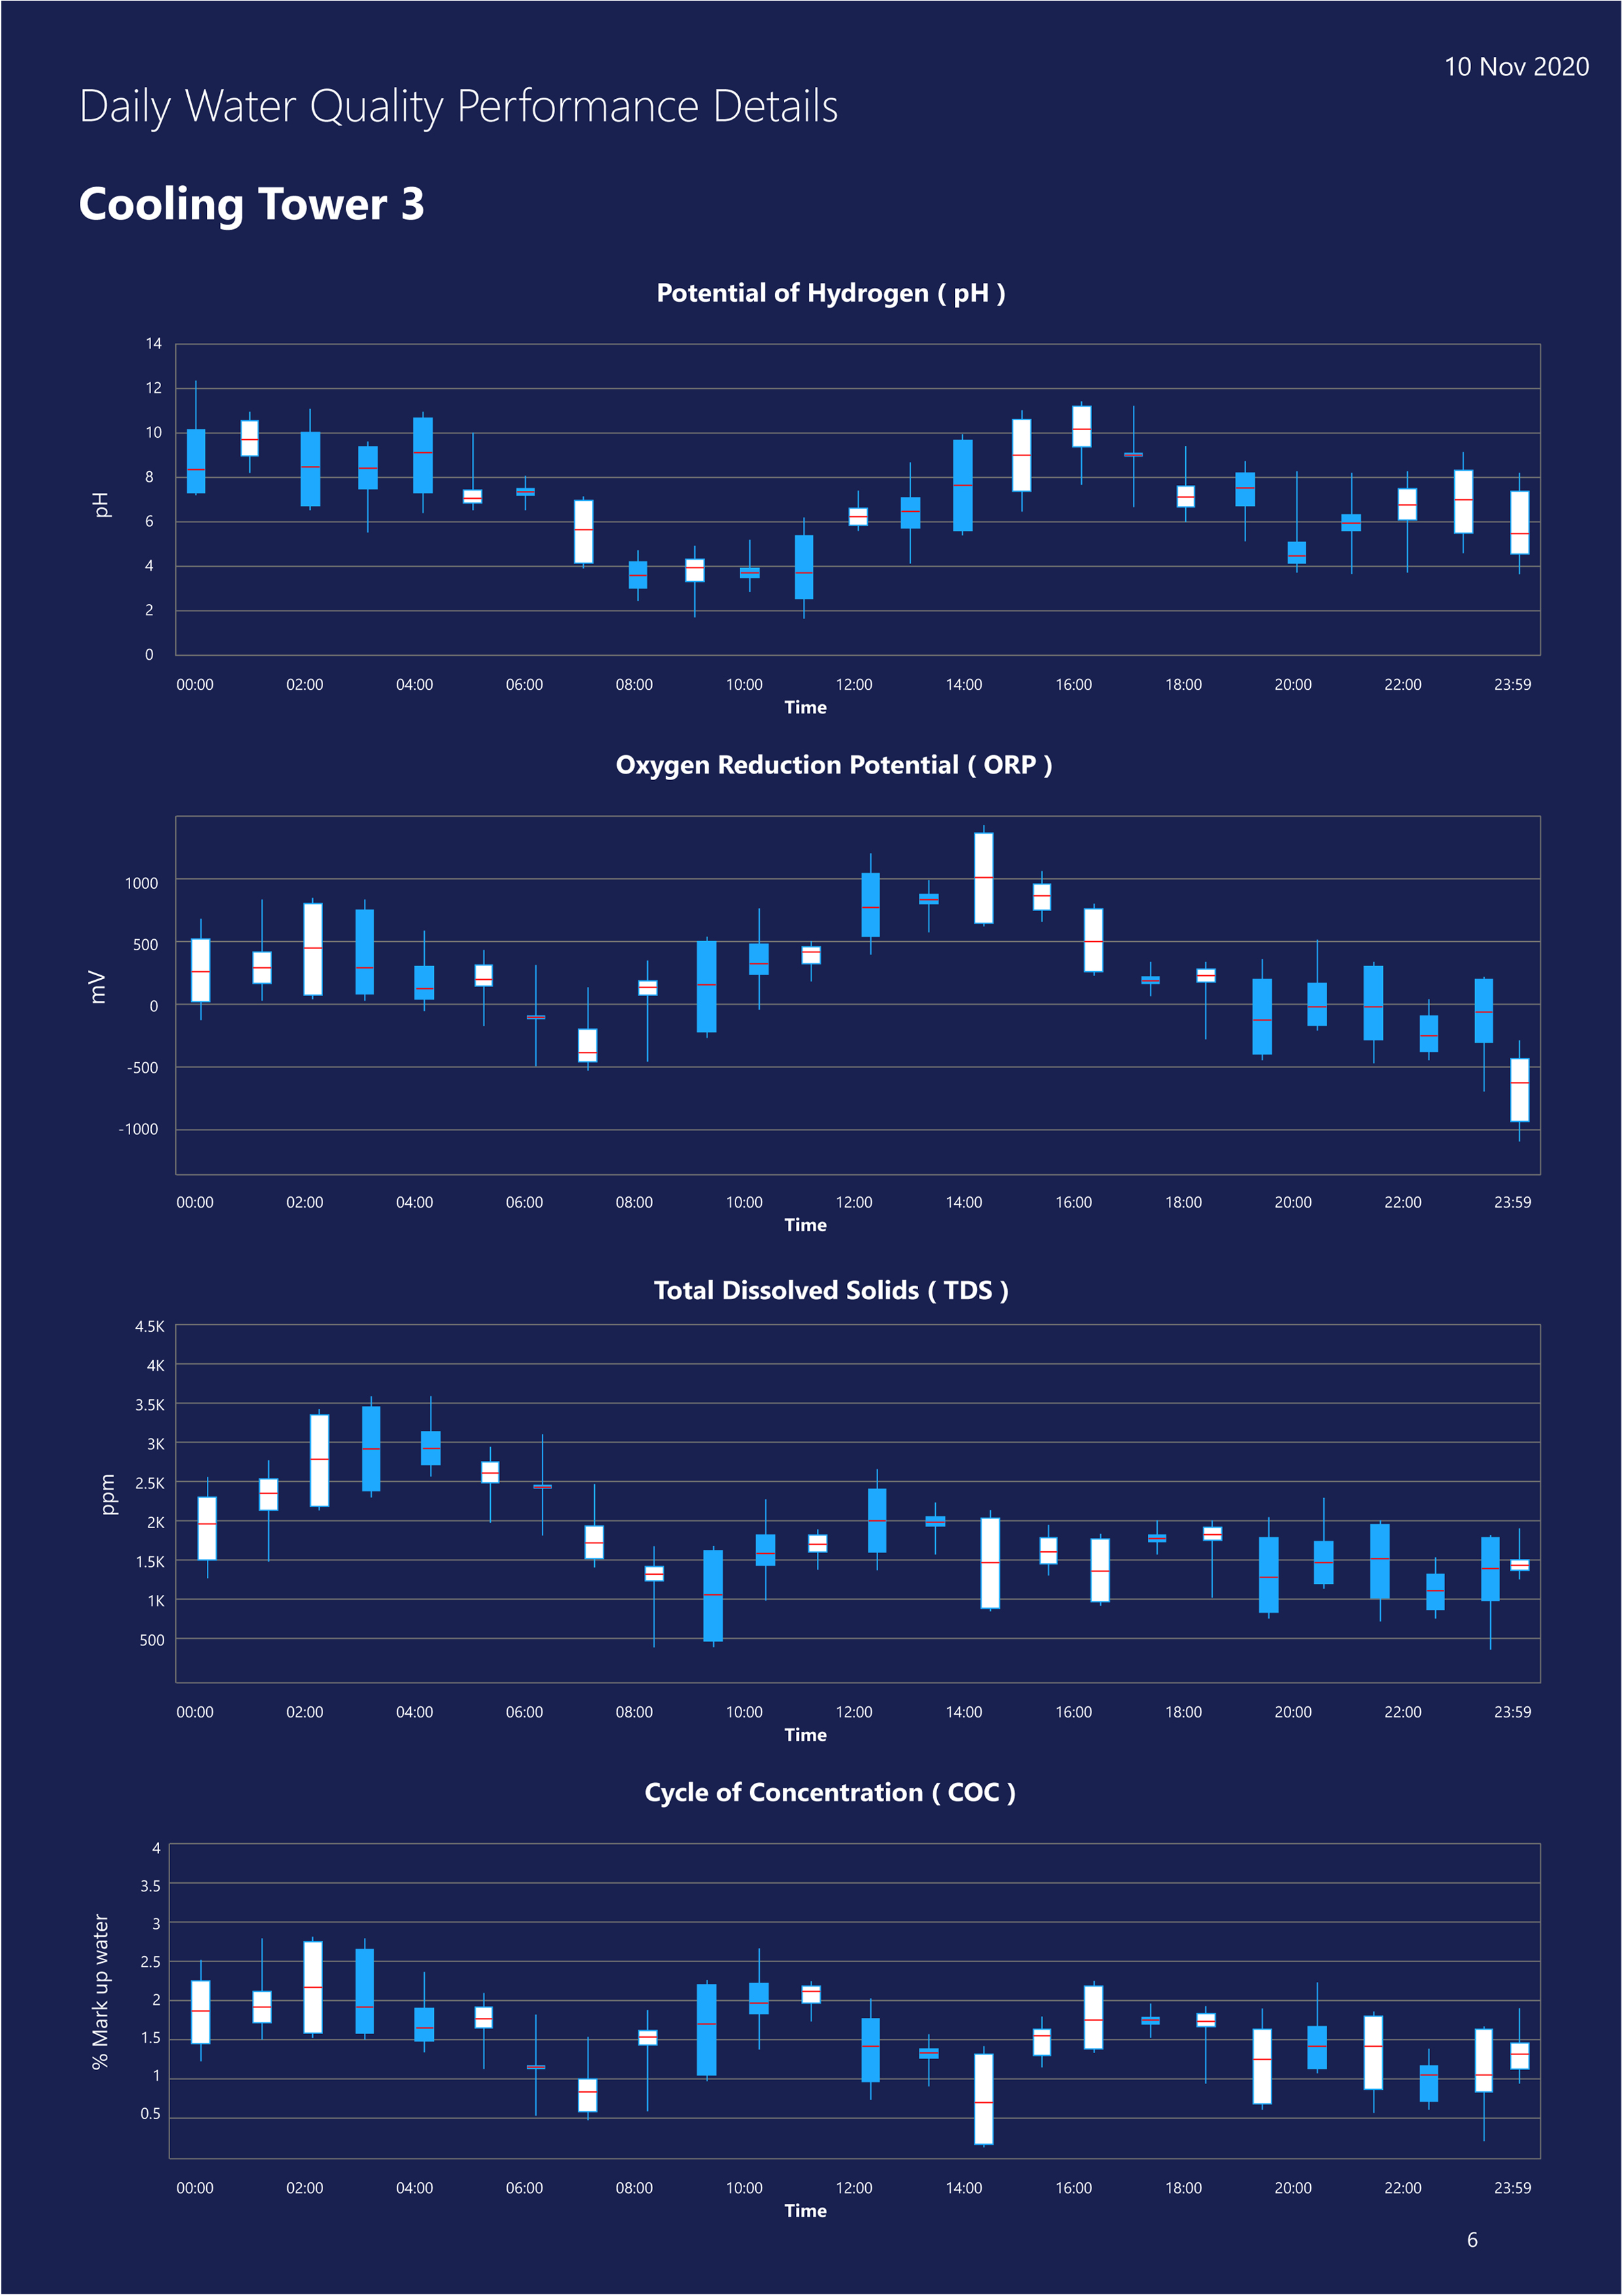 10 Nov 2020
Daily Water Quality Performance Details
Cooling Tower 3
Potential of Hydrogen ( pH )
14
12
10
8
6
4
2
0
pH
00:00 02:00 04:00 06:00 08:00 10:00 12:00 14:00 16:00 18:00 20:00 22:00 23:59
Time
Oxygen Reduction Potential ( ORP )
1000
500
0
-500
-1000
mV
00:00 02:00 04:00 06:00 08:00 10:00 12:00 14:00 16:00 18:00 20:00 22:00 23:59
Time
Total Dissolved Solids ( TDS )
4.5K
4K
3.5K
3K
2.5K
2K
1.5K
1K
500
ppm
00:00 02:00 04:00 06:00 08:00 10:00 12:00 14:00 16:00 18:00 20:00 22:00 23:59
Time
Cycle of Concentration ( COC )
4
3.5
3
2.5
2
1.5
1
0.5
% Mark up water
00:00 02:00 04:00 06:00 08:00 10:00 12:00 14:00 16:00 18:00 20:00 22:00 23:59
Time
6